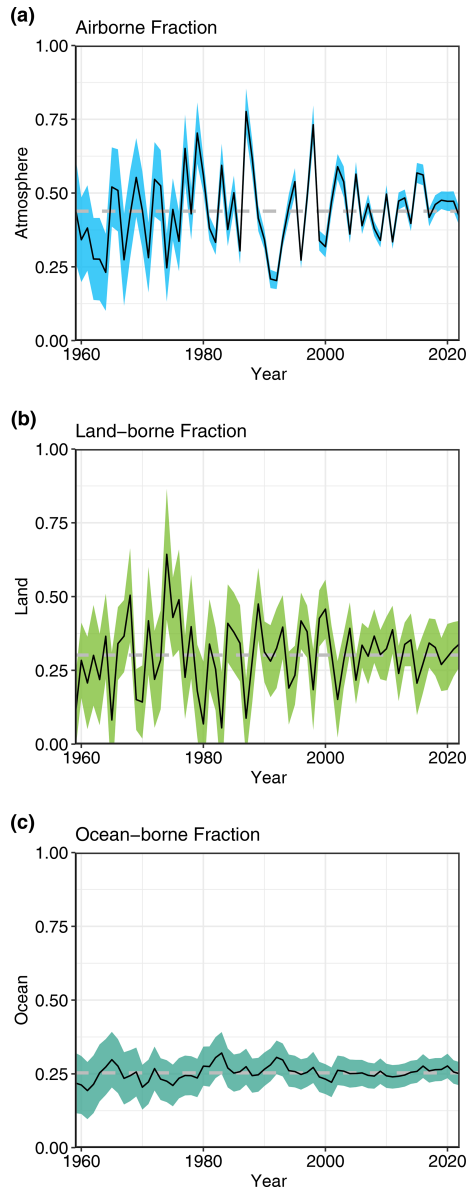 (a)
Airborne Fraction
1.00
0.75
0.50
0.25
0.00
Atmosphere
1960 1980 2000 2020
Year
(b)
Land−borne Fraction
1.00
0.75
0.50
0.25
0.00
Land
1960 1980 2000 2020
Year
(c)
Ocean−borne Fraction
1.00
0.75
0.50
0.25
0.00
Ocean
1960 1980 2000 2020
Year